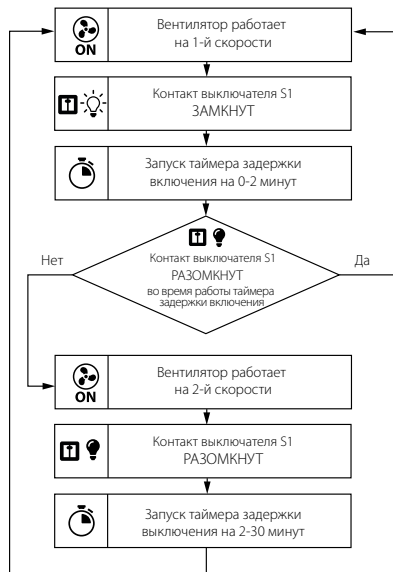 ON
Вентилятор работает
на 1-й скорости
Контакт выключателя S1
ЗАМКНУТ
Запуск таймера задержки
включения на 0-2 минут
Нет
Да
Контакт выключателя S1
РАЗОМКНУТ
во время работы таймера
задержки включения
ON
Вентилятор работает
на 2-й скорости
Контакт выключателя S1
РАЗОМКНУТ
Запуск таймера задержки
выключения на 2-30 минут